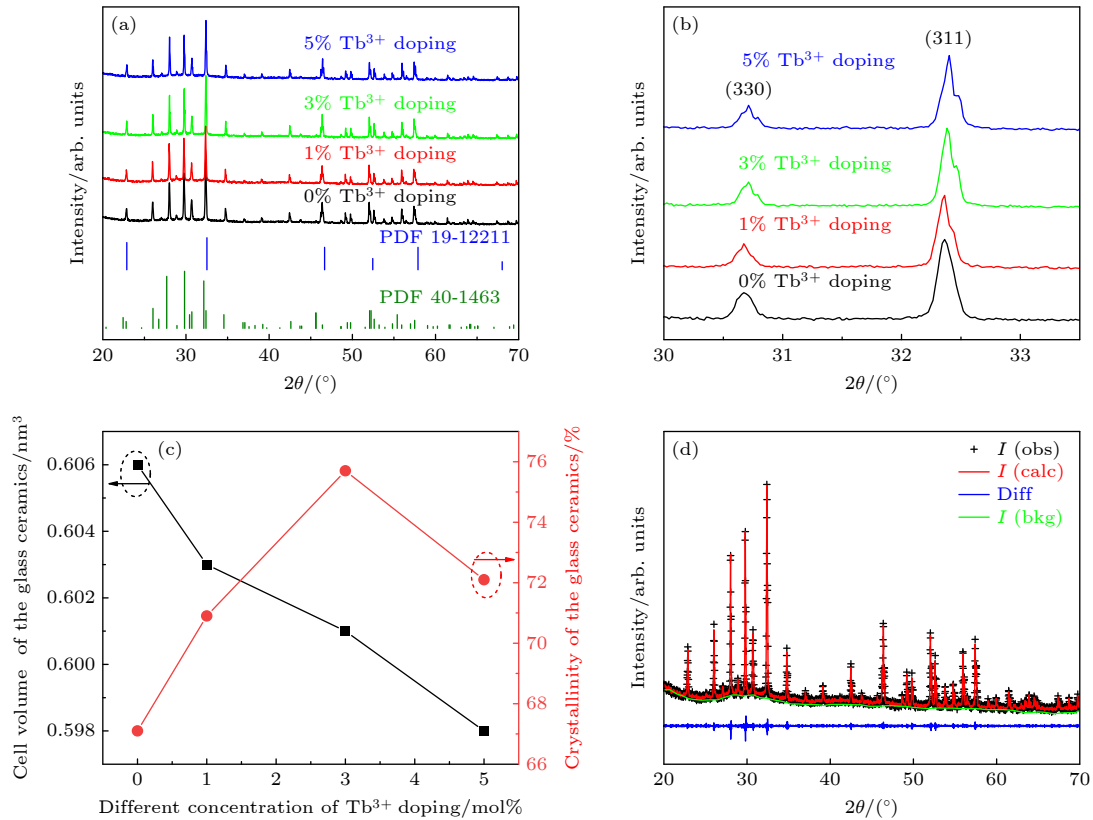 (a)
5% Tb³⁺ doping
3% Tb³⁺ doping
1% Tb³⁺ doping
0% Tb³⁺ doping
PDF 19-12211
PDF 40-1463
Intensity/arb. units
20 30 40 50 60 70
2θ/(°)
(b)
(311)
5% Tb³⁺ doping
(330)
3% Tb³⁺ doping
1% Tb³⁺ doping
0% Tb³⁺ doping
Intensity/arb. units
30 31 32 33
2θ/(°)
(c)
Cell volume of the glass ceramics/nm³
0.606
0.604
0.602
0.600
0.598
Crystallinity of the glass ceramics/%
76
75
72
70
68
67
66
0 1 3 5
Different concentration of Tb³⁺ doping/mol%
(d)
I (obs)
I (calc)
Diff
I (bkg)
Intensity/arb. units
20 30 40 50 60 70
2θ/(°)